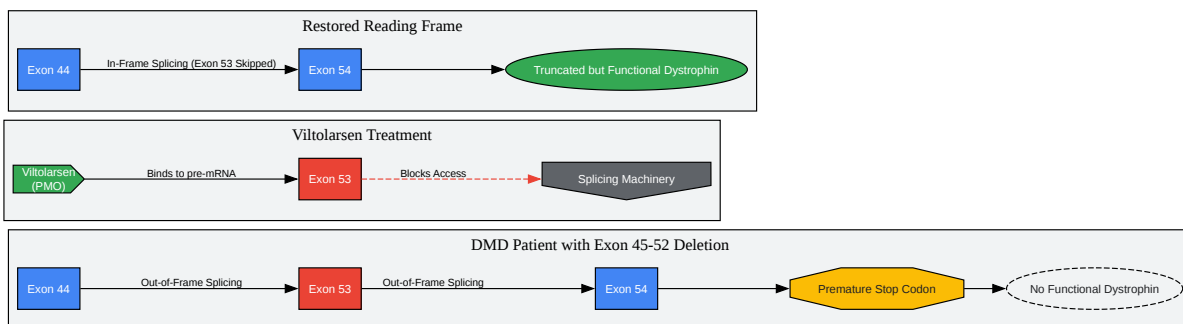 Restored Reading Frame
Exon 44
In-Frame Splicing (Exon 53 Skipped)
Exon 54
Truncated but Functional Dystrophin
Viltolarsen Treatment
Viltolarsen
(PMO)
Binds to pre-mRNA
Exon 53
Blocks Access
Splicing Machinery
DMD Patient with Exon 45-52 Deletion
Exon 44
Out-of-Frame Splicing
Exon 53
Out-of-Frame Splicing
Exon 54
Premature Stop Codon
No Functional Dystrophin